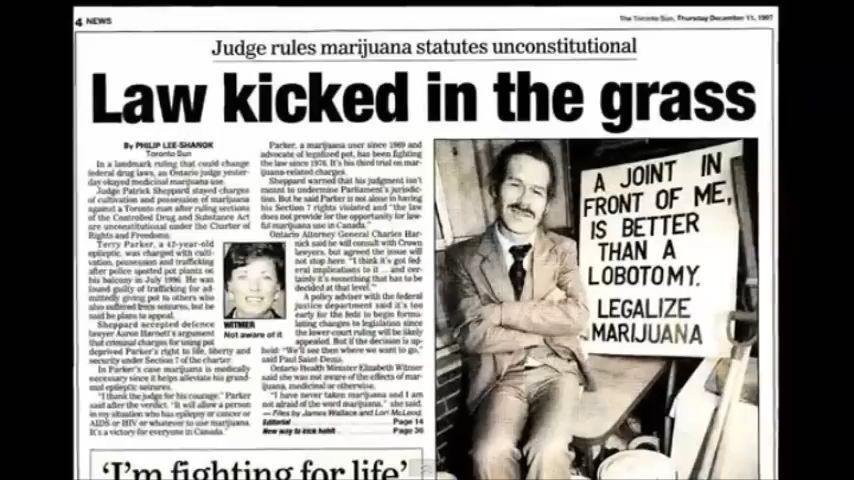 4 NEWS
The Toronto Sun, Thursday December 11, 1997
Judge rules marijuana statutes unconstitutional
Law kicked in the grass
By PHILIP LEE-SHANOK
Toronto Sun
In a landmark ruling that could change
federal drug laws, an Ontario judge yester-
day okayed medicinal marijuana use.
Judge Patrick Sheppard stayed charges
of cultivation and possession of marijuana
against a Toronto man after ruling sections
of the Controlled Drug and Substance Act
are unconstitutional under the Charter of
Rights and Freedoms.
Terry Parker, a 42-year-old
epileptic, was charged with culti-
vation, possession and trafficking
after police spotted pot plants on
his balcony in July 1996. He was
found guilty of trafficking for ad-
mittedly giving pot to others who
also suffered from seizures, but he
said he plans to appeal.
Sheppard accepted defence
lawyer Aaron Harnett's argument
that criminal charges for using pot
deprived Parker's right to life, liberty and
security under Section 7 of the charter.
In Parker's case marijuana is medically
necessary since it helps alleviate his grand-
mal epileptic seizures.
"I thank the judge for his courage," Parker
said after the verdict. "It will allow a person
in my situation who has epilepsy or cancer or
AIDS or HIV or whatever to use marijuana.
It's a victory for everyone in Canada."
WITMER
Not aware of it
Parker, a marijuana user since 1969 and
advocate of legalized pot, has been fighting
the law since 1976. It's his third trial on mar-
ijuana-related charges.
Sheppard warned that his judgment isn't
meant to undermine Parliament's jurisdic-
tion. But he said Parker is not alone in having
his Section 7 rights violated and "the law
does not provide for the opportunity for law-
ful marijuana use in Canada."
Ontario Attorney General Charles Har-
nick said he will consult with Crown
lawyers, but agreed the issue will
not stop here. "I think it's got fed-
eral implications to it ... and cer-
tainly it's something that has to be
decided at that level."
A policy adviser with the federal
justice department said it's too
early for the feds to begin formu-
lating changes to legislation since
the lower-court ruling will be likely
appealed. But if the decision is up-
held: "We'll see then where we want to go,"
said Paul Saint-Denis.
Ontario Health Minister Elizabeth Witmer
said she was not aware of the effects of mar-
ijuana, medicinal or otherwise.
"I have never taken marijuana and I am
not afraid of the word marijuana," she said.
— Files by James Wallace and Lori McLeod
Editorial Page 14
New way to kick habit Page 36
A JOINT IN
FRONT OF ME,
IS BETTER
THAN A
LOBOTOMY.
LEGALIZE
MARIJUANA
'I'm fighting for life'